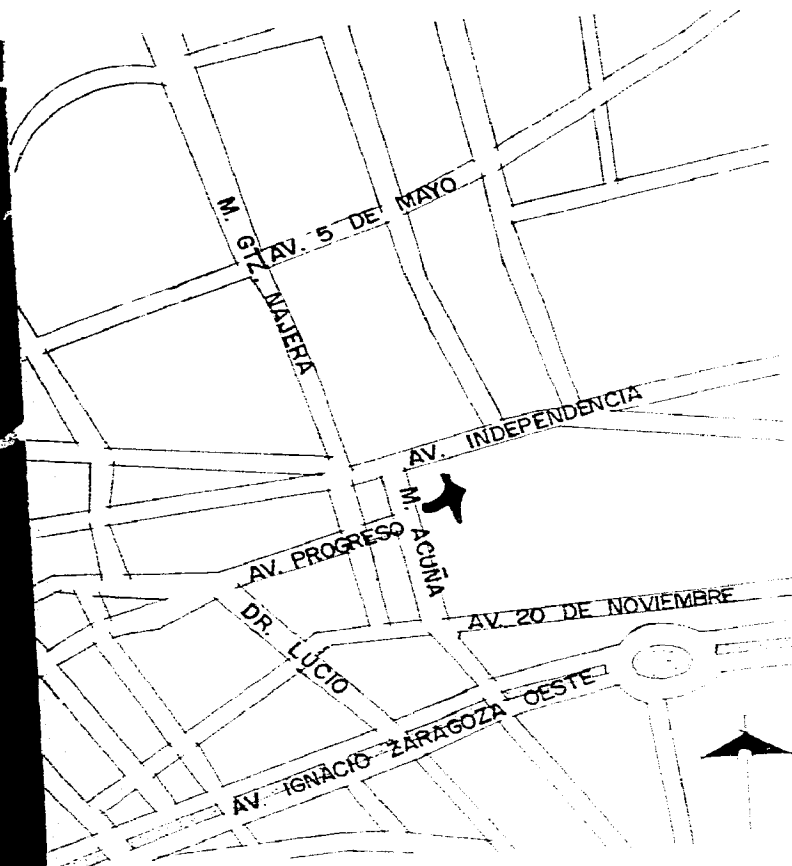 M. GTZ. NAJERA
AV. 5 DE MAYO
AV. INDEPENDENCIA
M. ACUÑA
AV. PROGRESO
DR. LUCIO
AV. 20 DE NOVIEMBRE
AV. IGNACIO ZARAGOZA OESTE